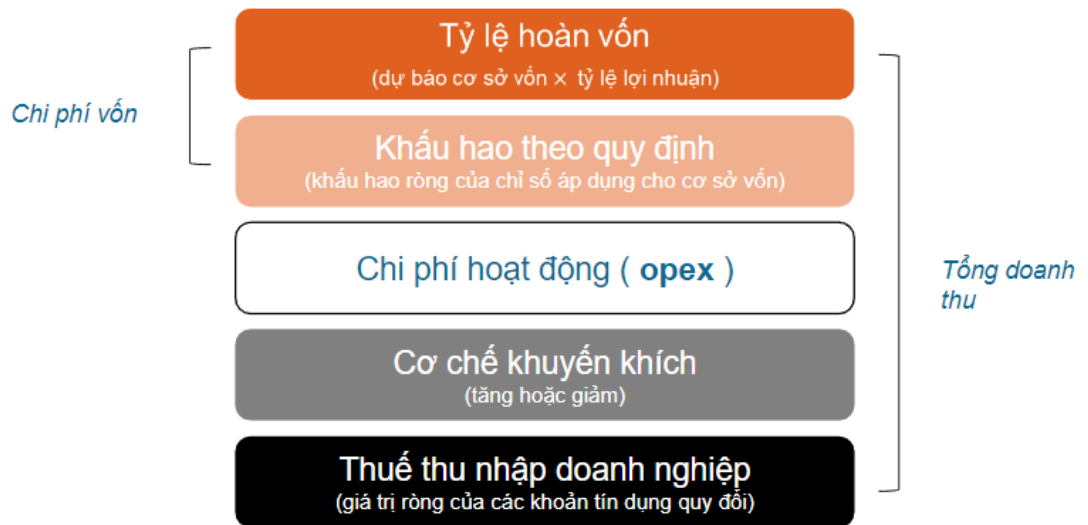 Tỷ lệ hoàn vốn
(dự báo cơ sở vốn × tỷ lệ lợi nhuận)
Chi phí vốn
Khấu hao theo quy định
(khấu hao ròng của chỉ số áp dụng cho cơ sở vốn)
Chi phí hoạt động ( opex )
Tổng doanh
thu
Cơ chế khuyến khích
(tăng hoặc giảm)
Thuế thu nhập doanh nghiệp
(giá trị ròng của các khoản tín dụng quy đổi)